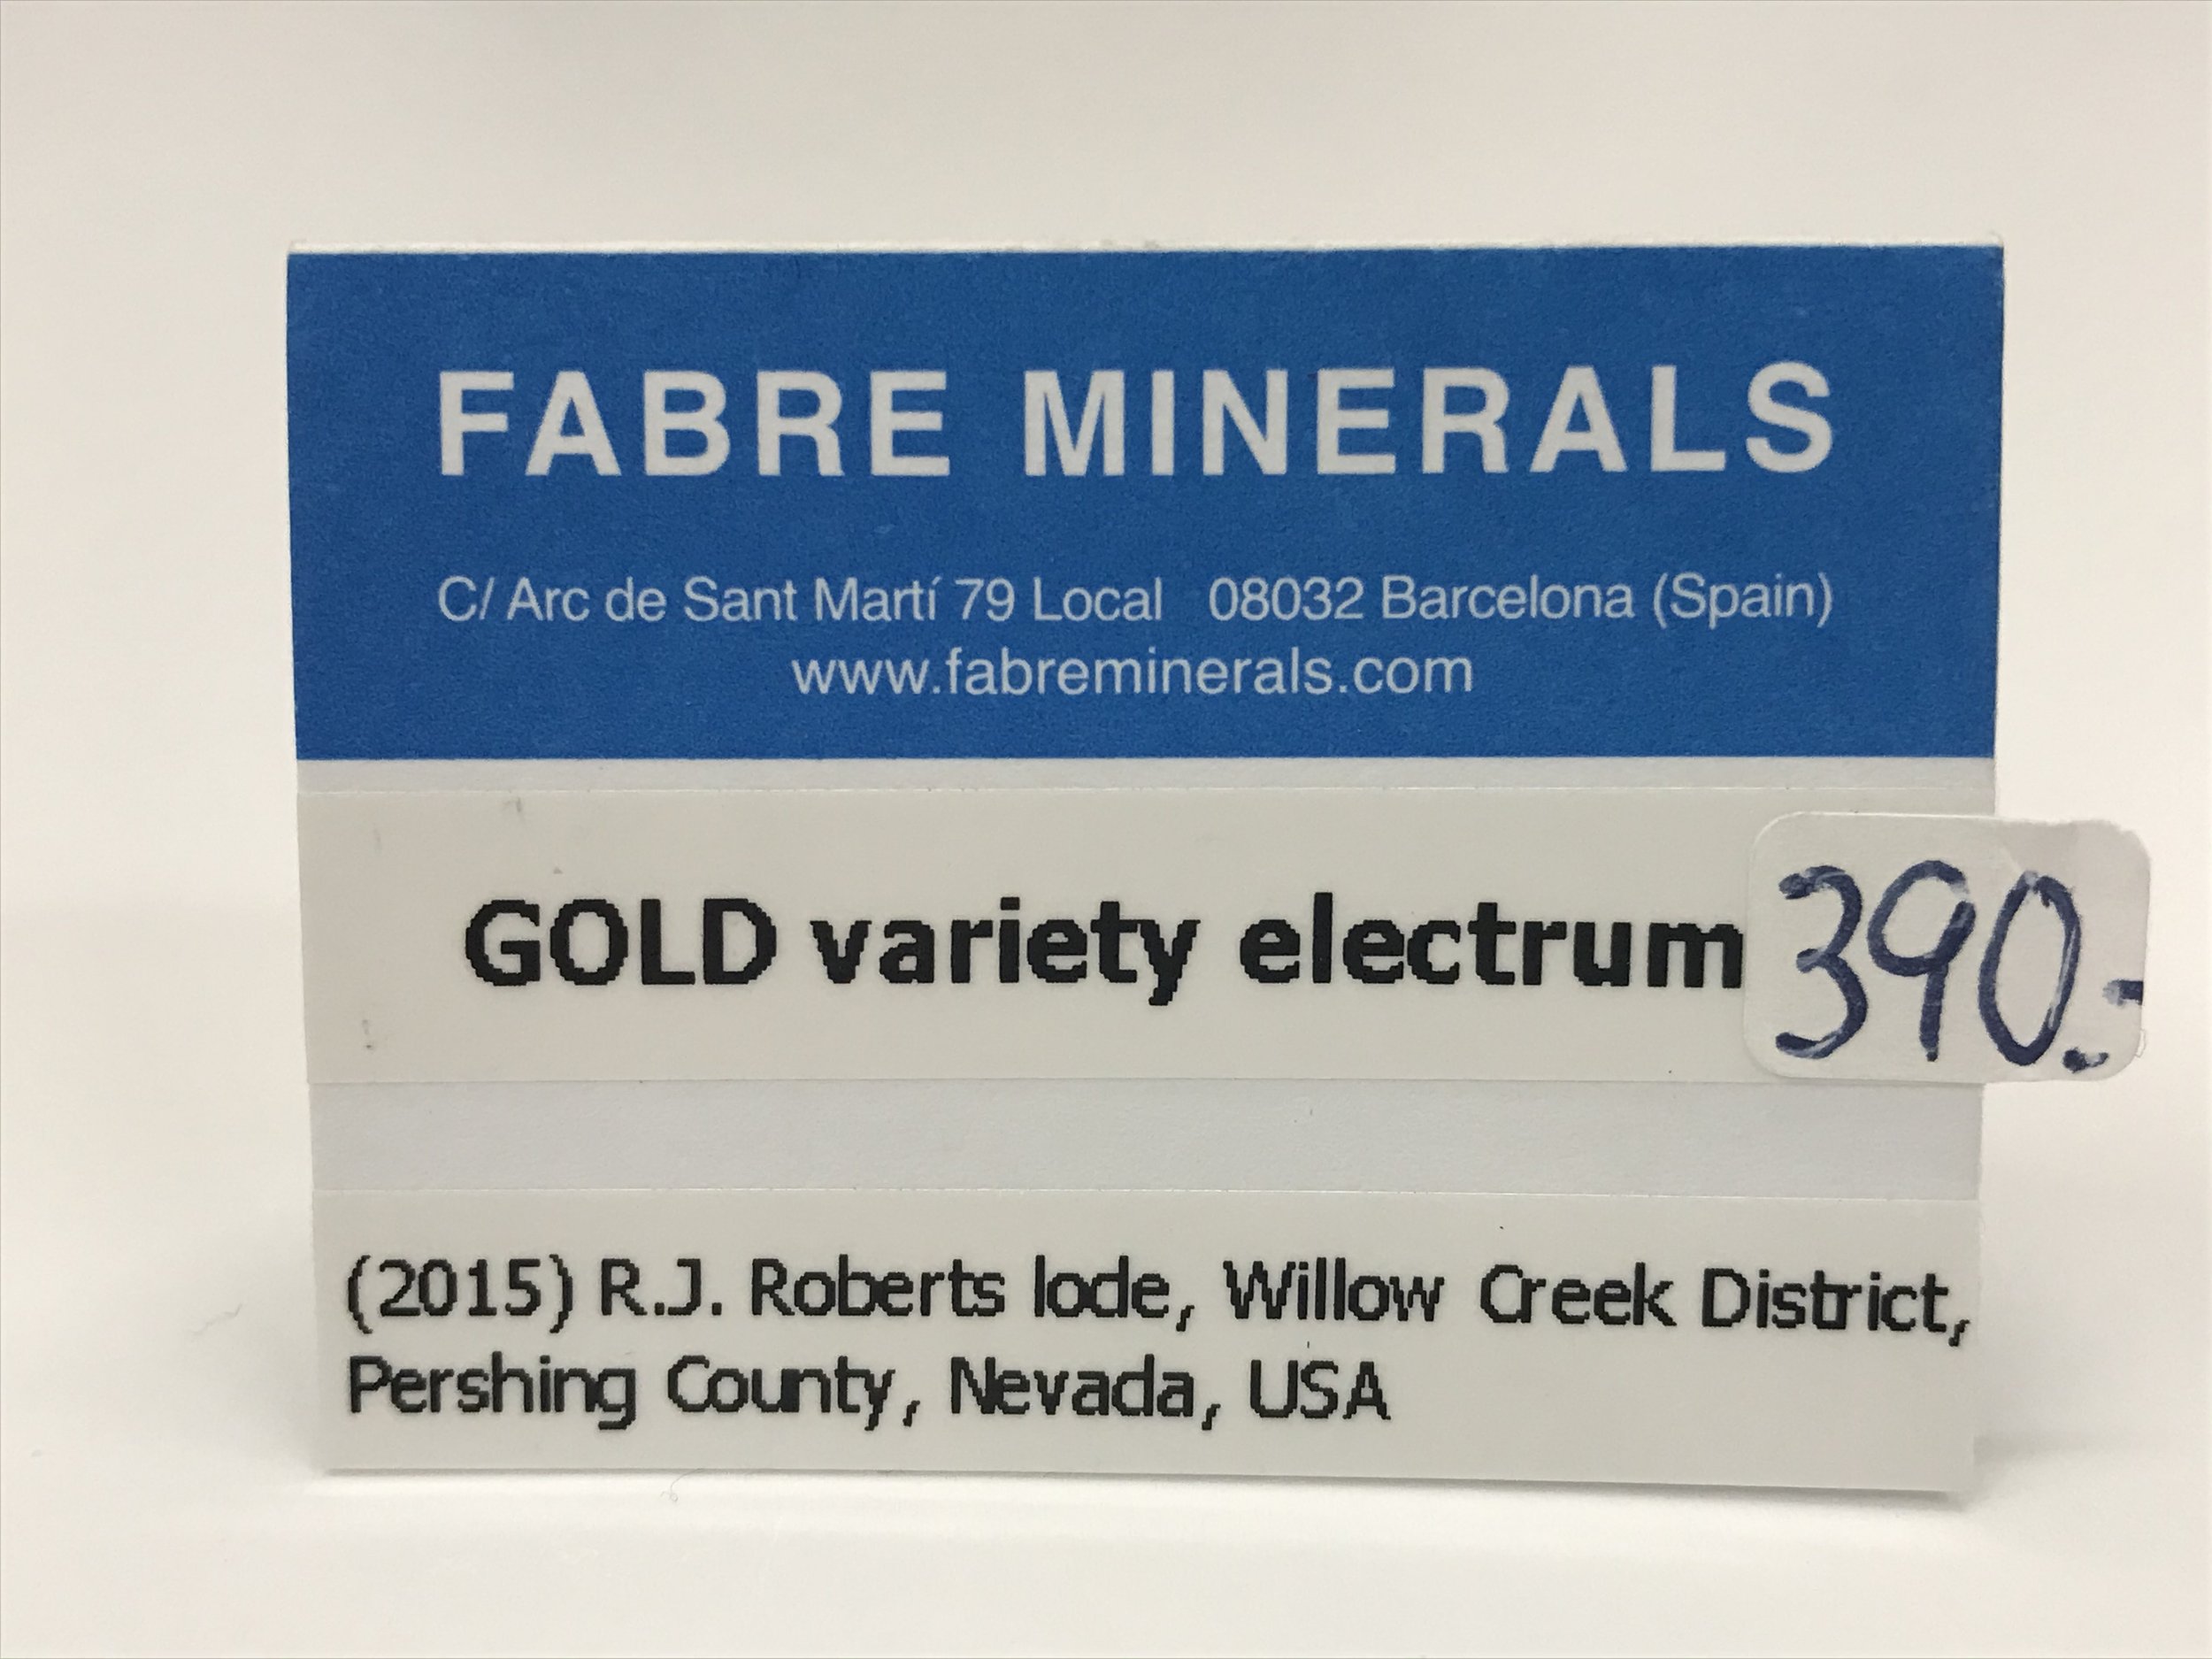 FABRE MINERALS
C/ Arc de Sant Martí 79 Local 08032 Barcelona (Spain)
www.fabreminerals.com
GOLD variety electrum 390.-
(2015) R.J. Roberts lode, Willow Creek District,
Pershing County, Nevada, USA